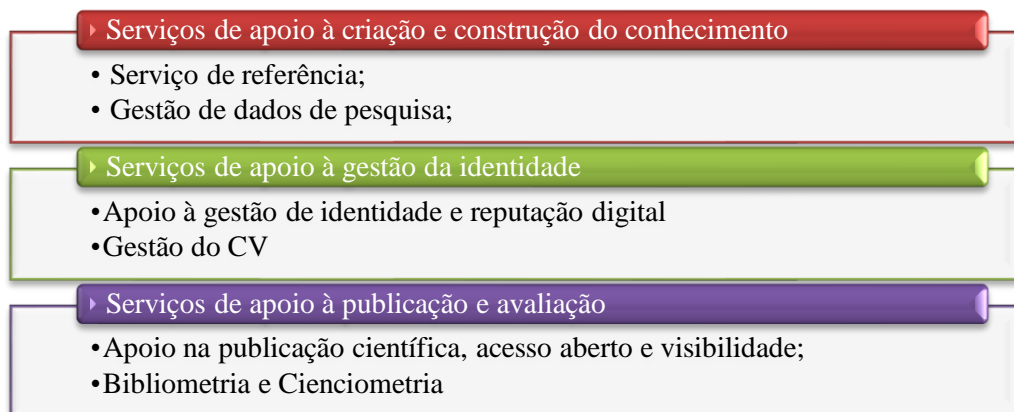 Serviços de apoio à criação e construção do conhecimento
• Serviço de referência;
• Gestão de dados de pesquisa;
Serviços de apoio à gestão da identidade
•Apoio à gestão de identidade e reputação digital
•Gestão do CV
Serviços de apoio à publicação e avaliação
•Apoio na publicação científica, acesso aberto e visibilidade;
•Bibliometria e Cienciometria